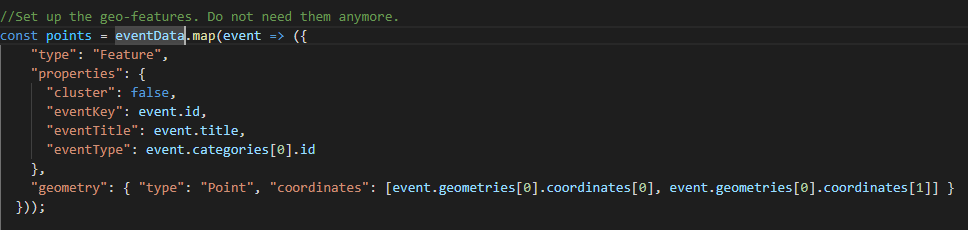 //Set up the geo-features. Do not need them anymore.
const points = eventData.map(event => ({
    "type": "Feature",
    "properties": {
      "cluster": false,
      "eventKey": event.id,
      "eventTitle": event.title,
      "eventType": event.categories[0].id
    },
    "geometry": { "type": "Point", "coordinates": [event.geometries[0].coordinates[0], event.geometries[0].coordinates[1]] }
  }));